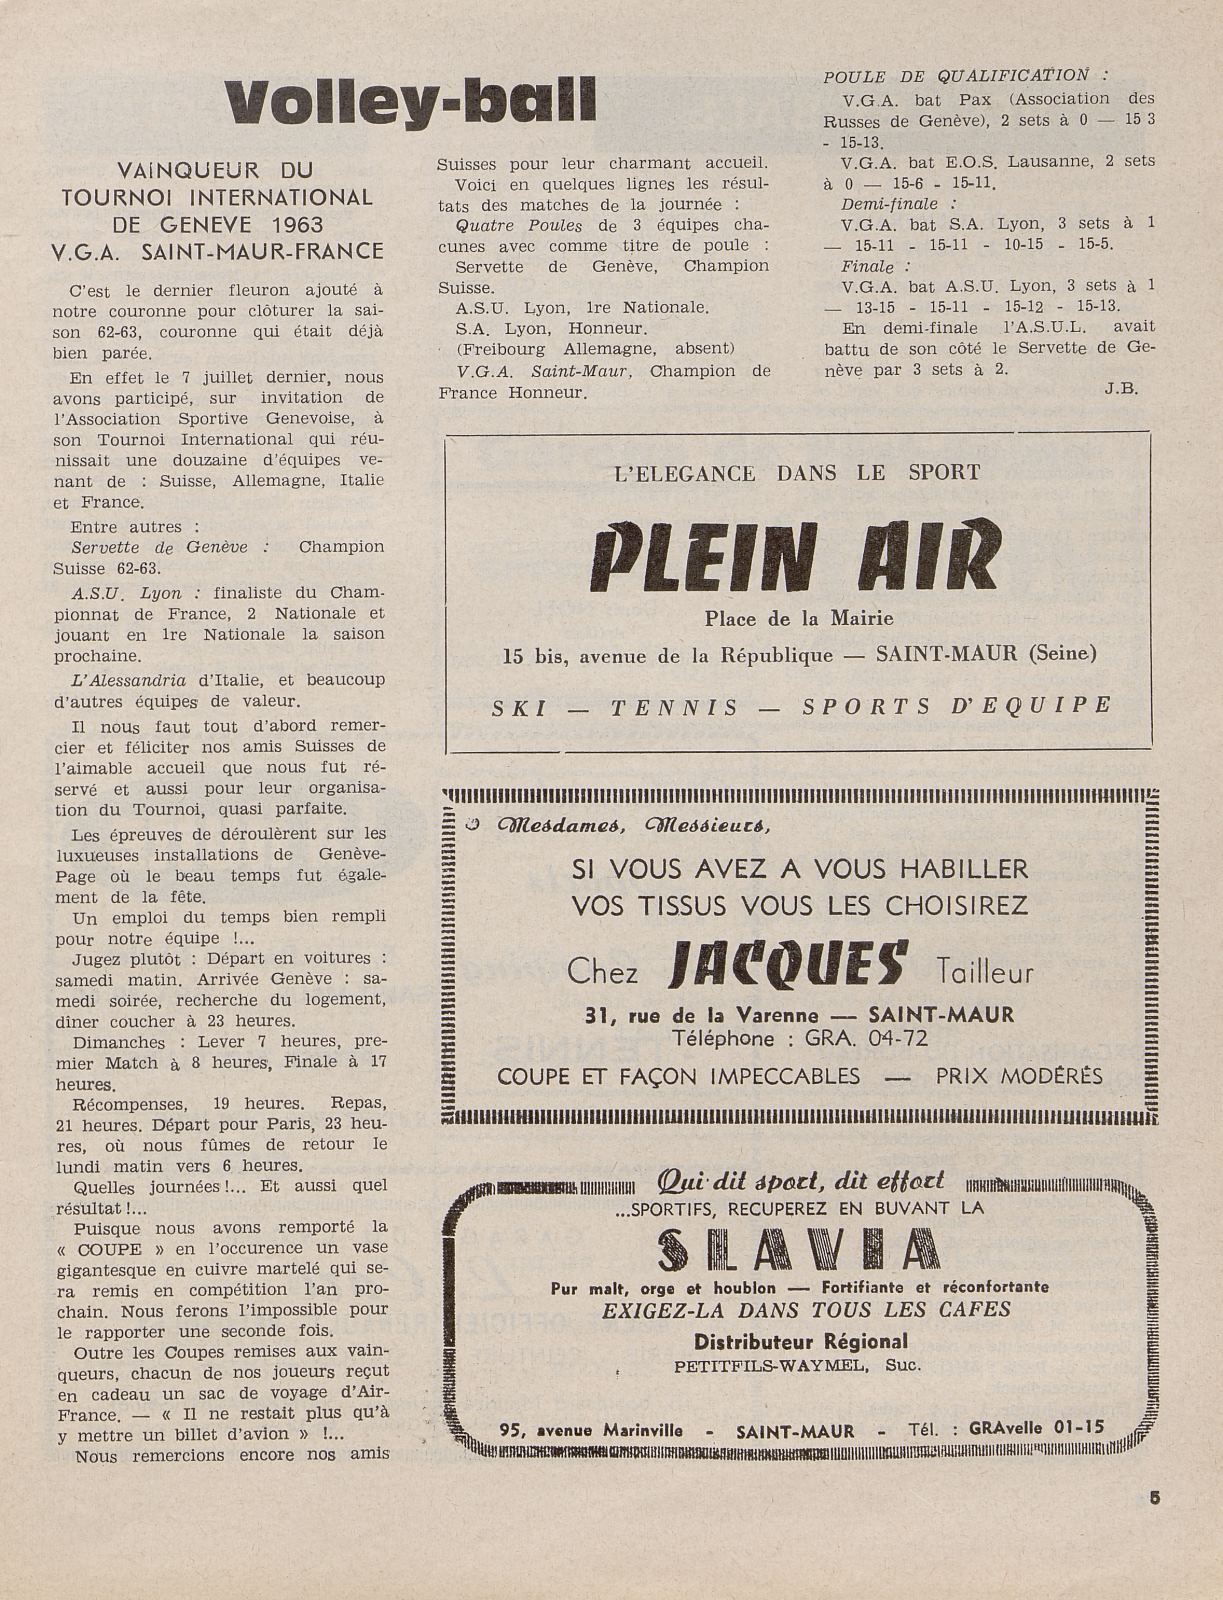 Volley-ball
VAINQUEUR DU
TOURNOI INTERNATIONAL
DE GENEVE 1963
V.G.A. SAINT-MAUR-FRANCE
C'est le dernier fleuron ajouté à
notre couronne pour clôturer la sai-
son 62-63, couronne qui était déjà
bien parée.
En effet le 7 juillet dernier, nous
avons participé, sur invitation de
l'Association Sportive Genevoise, à
son Tournoi International qui réu-
nissait une douzaine d'équipes ve-
nant de : Suisse, Allemagne, Italie
et France.
Entre autres :
Servette de Genève : Champion
Suisse 62-63.
A.S.U. Lyon : finaliste du Cham-
pionnat de France, 2 Nationale et
jouant en 1re Nationale la saison
prochaine.
L'Alessandria d'Italie, et beaucoup
d'autres équipes de valeur.
Il nous faut tout d'abord remer-
cier et féliciter nos amis Suisses de
l'aimable accueil que nous fut ré-
servé et aussi pour leur organisa-
tion du Tournoi, quasi parfaite.
Les épreuves de déroulèrent sur les
luxueuses installations de Genève-
Page où le beau temps fut égale-
ment de la fête.
Un emploi du temps bien rempli
pour notre équipe !...
Jugez plutôt : Départ en voitures :
samedi matin. Arrivée Genève : sa-
medi soirée, recherche du logement,
dîner coucher à 23 heures.
Dimanches : Lever 7 heures, pre-
mier Match à 8 heures, Finale à 17
heures.
Récompenses, 19 heures. Repas,
21 heures. Départ pour Paris, 23 heu-
res, où nous fûmes de retour le
lundi matin vers 6 heures.
Quelles journées !... Et aussi quel
résultat !...
Puisque nous avons remporté la
« COUPE » en l'occurence un vase
gigantesque en cuivre martelé qui se-
ra remis en compétition l'an pro-
chain. Nous ferons l'impossible pour
le rapporter une seconde fois.
Outre les Coupes remises aux vain-
queurs, chacun de nos joueurs reçut
en cadeau un sac de voyage d'Air-
France. — « Il ne restait plus qu'à
y mettre un billet d'avion » !...
Nous remercions encore nos amis
Suisses pour leur charmant accueil.
Voici en quelques lignes les résul-
tats des matches de la journée :
Quatre Poules de 3 équipes cha-
cunes avec comme titre de poule :
Servette de Genève, Champion
Suisse.
A.S.U. Lyon, 1re Nationale.
S.A. Lyon, Honneur.
(Freibourg Allemagne, absent)
V.G.A. Saint-Maur, Champion de
France Honneur.
POULE DE QUALIFICATION :
V.G.A. bat Pax (Association des
Russes de Genève), 2 sets à 0 — 15 3
- 15-13.
V.G.A. bat E.O.S. Lausanne, 2 sets
à 0 — 15-6 - 15-11.
Demi-finale :
V.G.A. bat S.A. Lyon, 3 sets à 1
— 15-11 - 15-11 - 10-15 - 15-5.
Finale :
V.G.A. bat A.S.U. Lyon, 3 sets à 1
— 13-15 - 15-11 - 15-12 - 15-13.
En demi-finale l'A.S.U.L. avait
battu de son côté le Servette de Ge-
nève par 3 sets à 2.
J.B.
L'ELEGANCE DANS LE SPORT
PLEIN AIR
Place de la Mairie
15 bis, avenue de la République — SAINT-MAUR (Seine)
SKI — TENNIS — SPORTS D'EQUIPE
Mesdames, Messieurs,
SI VOUS AVEZ A VOUS HABILLER
VOS TISSUS VOUS LES CHOISIREZ
Chez JACQUES Tailleur
31, rue de la Varenne — SAINT-MAUR
Téléphone : GRA. 04-72
COUPE ET FAÇON IMPECCABLES — PRIX MODÉRÉS
Qui dit sport, dit effort
...SPORTIFS, RECUPEREZ EN BUVANT LA
SLAVIA
Pur malt, orge et houblon — Fortifiante et réconfortante
EXIGEZ-LA DANS TOUS LES CAFES
Distributeur Régional
PETITFILS-WAYMEL, Suc.
95, avenue Marinville - SAINT-MAUR - Tél. : GRAvelle 01-15
5